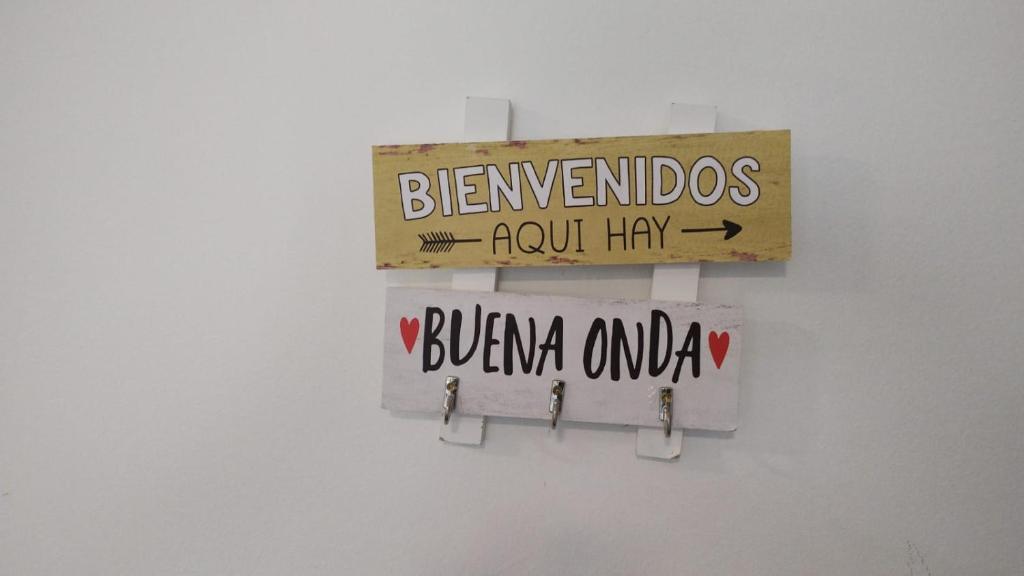 BIENVENIDOS
AQUI HAY
BUENA ONDA